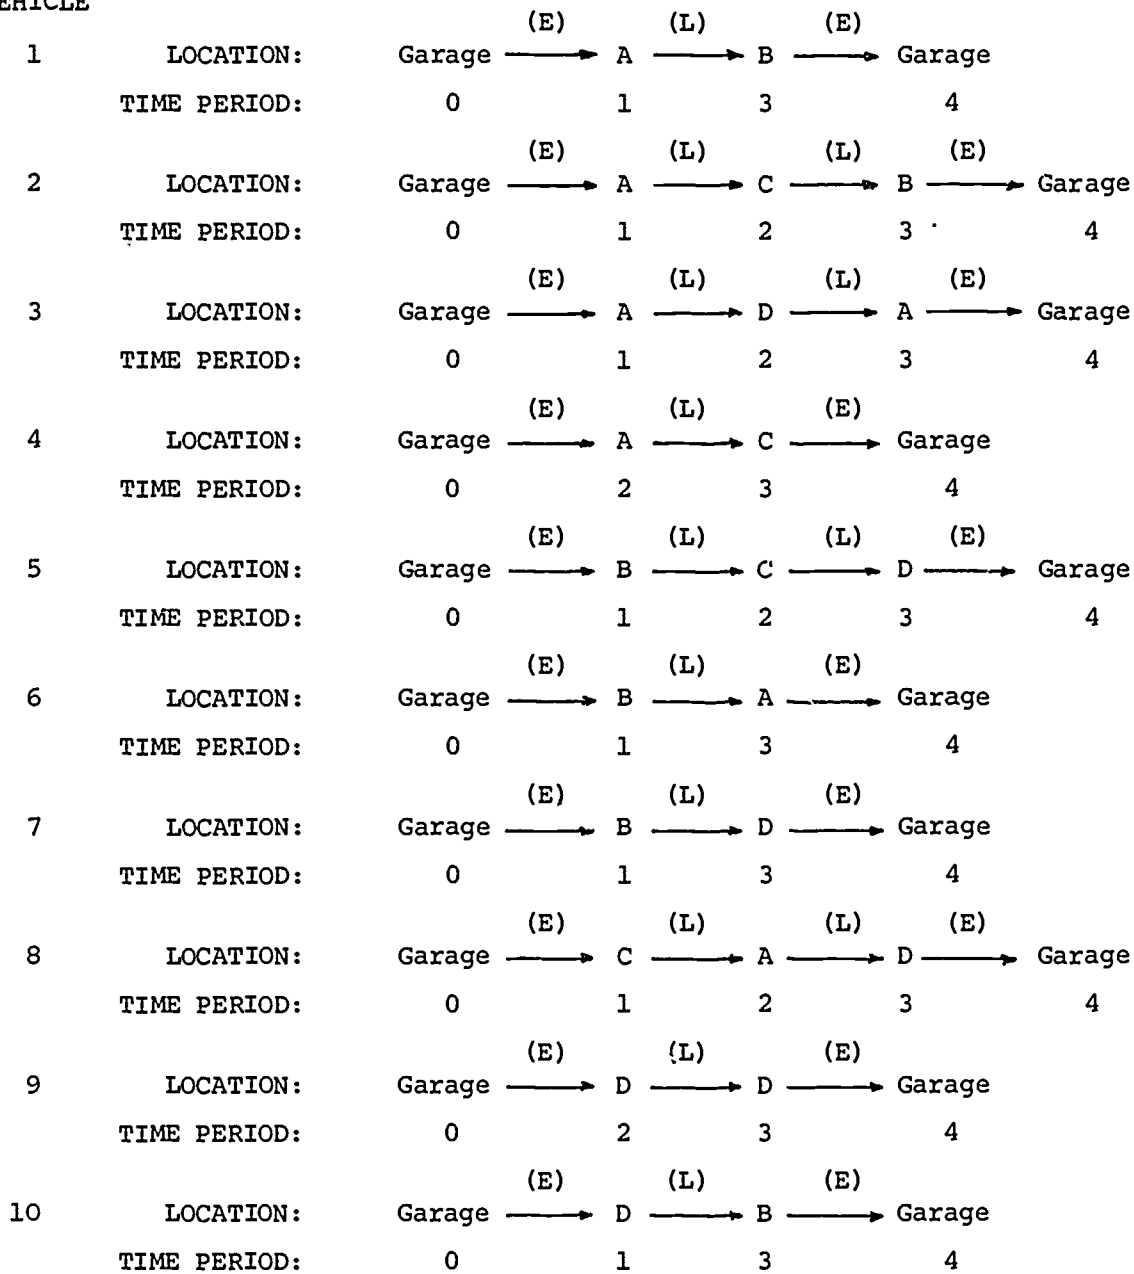 EHICLE
(E) (L) (E)
1 LOCATION: Garage → A → B → Garage
TIME PERIOD: 0 1 3 4
(E) (L) (L) (E)
2 LOCATION: Garage → A → C → B → Garage
TIME PERIOD: 0 1 2 3 4
(E) (L) (L) (E)
3 LOCATION: Garage → A → D → A → Garage
TIME PERIOD: 0 1 2 3 4
(E) (L) (E)
4 LOCATION: Garage → A → C → Garage
TIME PERIOD: 0 2 3 4
(E) (L) (L) (E)
5 LOCATION: Garage → B → C → D → Garage
TIME PERIOD: 0 1 2 3 4
(E) (L) (E)
6 LOCATION: Garage → B → A → Garage
TIME PERIOD: 0 1 3 4
(E) (L) (E)
7 LOCATION: Garage → B → D → Garage
TIME PERIOD: 0 1 3 4
(E) (L) (L) (E)
8 LOCATION: Garage → C → A → D → Garage
TIME PERIOD: 0 1 2 3 4
(E) (L) (E)
9 LOCATION: Garage → D → D → Garage
TIME PERIOD: 0 2 3 4
(E) (L) (E)
10 LOCATION: Garage → D → B → Garage
TIME PERIOD: 0 1 3 4